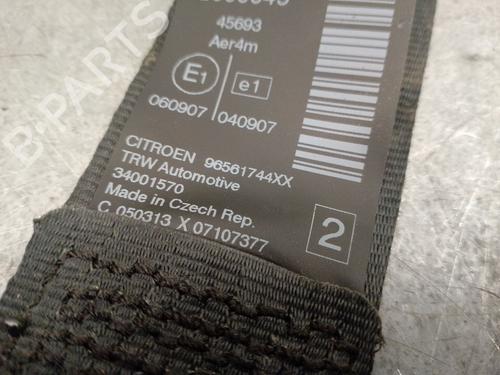 45693
Aer4m
E1 e1
060907 040907
CITROEN 96561744XX
TRW Automotive
34001570
Made in Czech Rep.
C 050313 X 07107377
2
B-PARTS